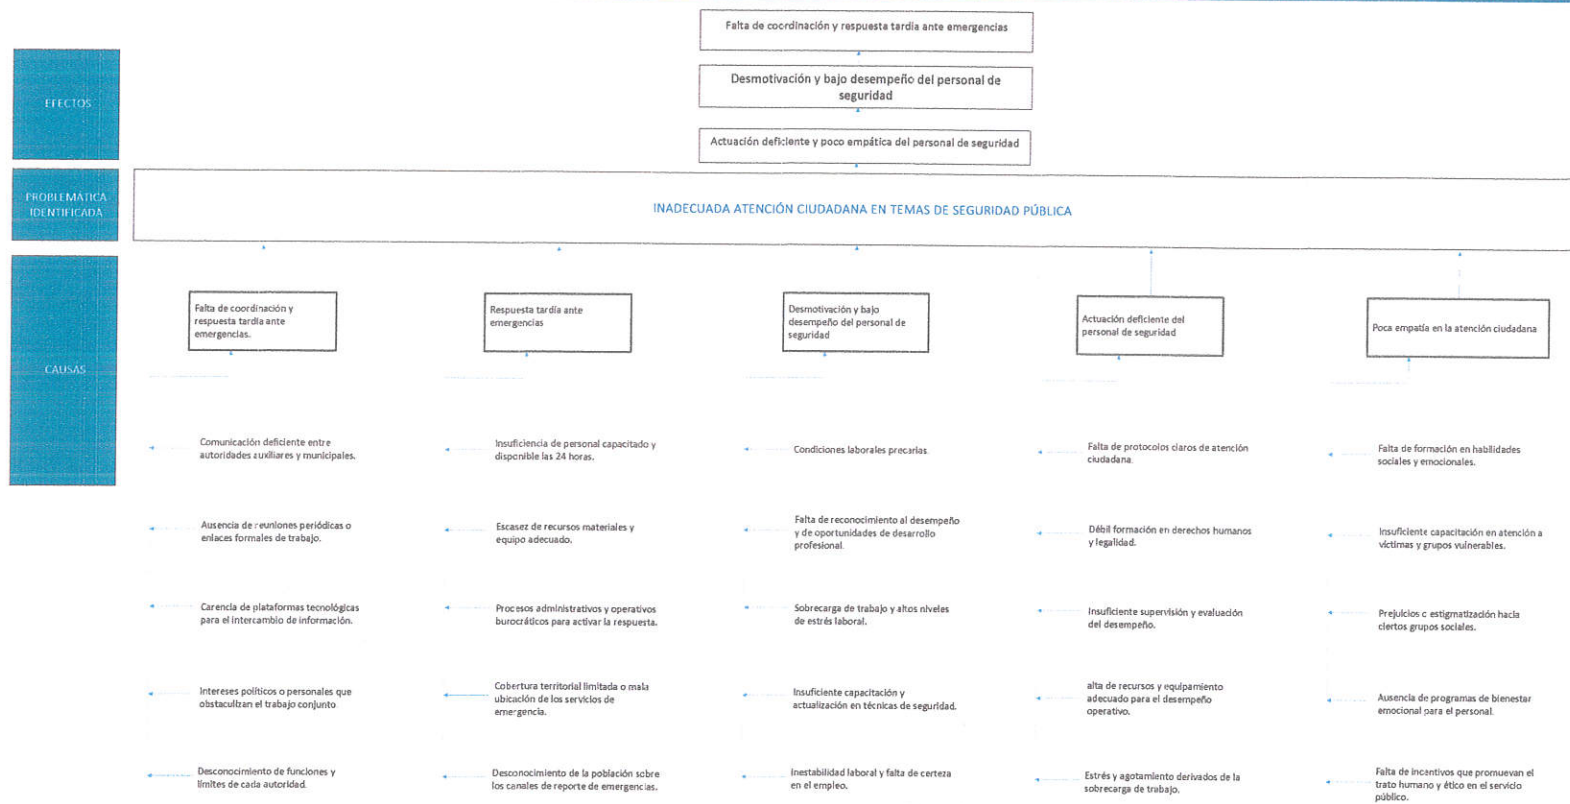 Falta de coordinación y respuesta tardía ante emergencias
Desmotivación y bajo desempeño del personal de
seguridad
EFECTOS
Actuación deficiente y poco empática del personal de seguridad
PROBLEMÁTICA
IDENTIFICADA
INADECUADA ATENCIÓN CIUDADANA EN TEMAS DE SEGURIDAD PÚBLICA
CAUSAS
Falta de coordinación y
respuesta tardía ante
emergencias.
Respuesta tardía ante
emergencias
Desmotivación y bajo
desempeño del personal de
seguridad
Actuación deficiente del
personal de seguridad
Poca empatía en la atención ciudadana
Comunicación deficiente entre
autoridades auxiliares y municipales.
Insuficiencia de personal capacitado y
disponible las 24 horas.
Condiciones laborales precarias.
Falta de protocolos claros de atención
ciudadana.
Falta de formación en habilidades
sociales y emocionales.
Ausencia de reuniones periódicas o
enlaces formales de trabajo.
Escasez de recursos materiales y
equipo adecuado.
Falta de reconocimiento al desempeño
y de oportunidades de desarrollo
profesional.
Débil formación en derechos humanos
y legalidad.
Insuficiente capacitación en atención a
víctimas y grupos vulnerables.
Carencia de plataformas tecnológicas
para el intercambio de información.
Procesos administrativos y operativos
burocráticos para activar la respuesta.
Sobrecarga de trabajo y altos niveles
de estrés laboral.
Insuficiente supervisión y evaluación
del desempeño.
Prejuicios o estigmatización hacia
ciertos grupos sociales.
Intereses políticos o personales que
obstaculizan el trabajo conjunto
Cobertura territorial limitada o mala
ubicación de los servicios de
emergencia.
Insuficiente capacitación y
actualización en técnicas de seguridad.
alta de recursos y equipamiento
adecuado para el desempeño
operativo.
Ausencia de programas de bienestar
emocional para el personal.
Desconocimiento de funciones y
límites de cada autoridad.
Desconocimiento de la población sobre
los canales de reporte de emergencias.
Inestabilidad laboral y falta de certeza
en el empleo.
Estrés y agotamiento derivados de la
sobrecarga de trabajo.
Falta de incentivos que promuevan el
trato humano y ético en el servicio
público.